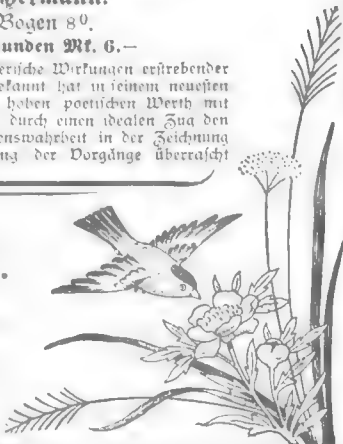 Hermann.
Bogen 8⁰.
unden Mk. 6.—
erische Wirkungen erstrebender
ekannt hat in seinem neuesten
hohen poetischen Werth mit
durch einen idealen Zug den
enswahrheit in der Zeichnung
ng der Vorgänge überrascht